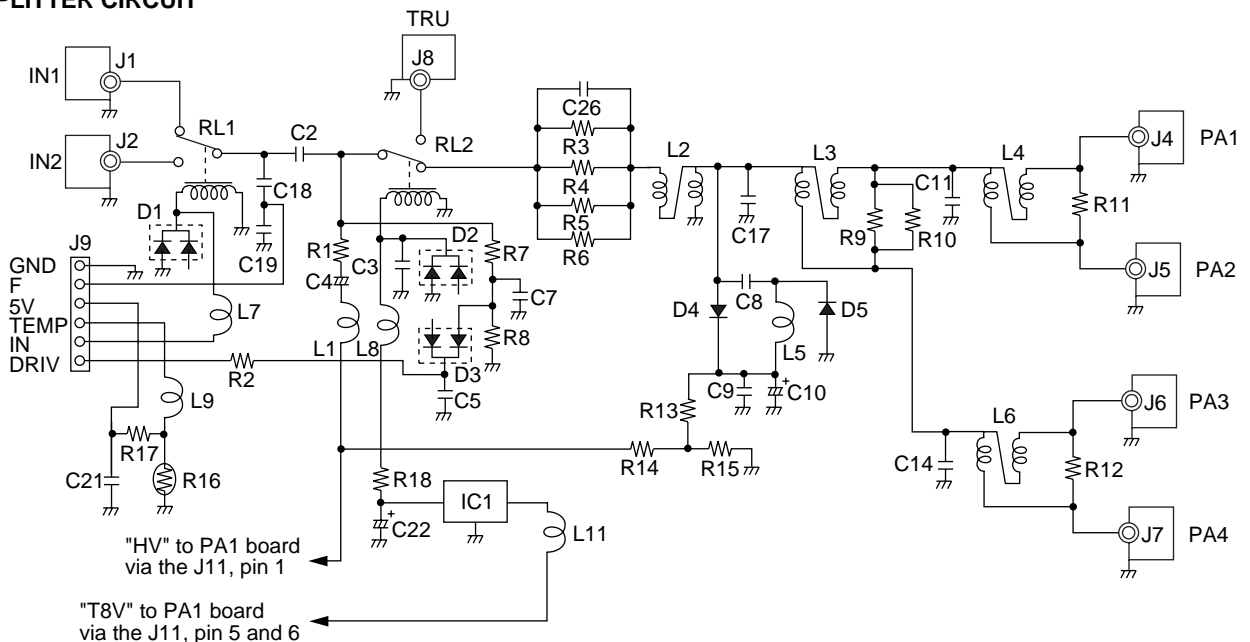 PLITTER CIRCUIT
TRU
J8
IN1
J1
IN2
J2
RL1
C2
RL2
C26
R3
R4
R5
R6
L2
L3
L4
J4
PA1
J5
PA2
C18
C19
D1
J9
GND
F
5V
TEMP
IN
DRIV
L7
R1
C3
C4
D2
R7
C7
R8
L1
L8
D3
C5
R2
L9
R17
C21
R16
C17
C11
R9
R10
R11
D4
C8
D5
L5
C9
C10
R13
R14
R15
R18
IC1
C22
L11
L6
C14
R12
J6
PA3
J7
PA4
"HV" to PA1 board
via the J11, pin 1
"T8V" to PA1 board
via the J11, pin 5 and 6